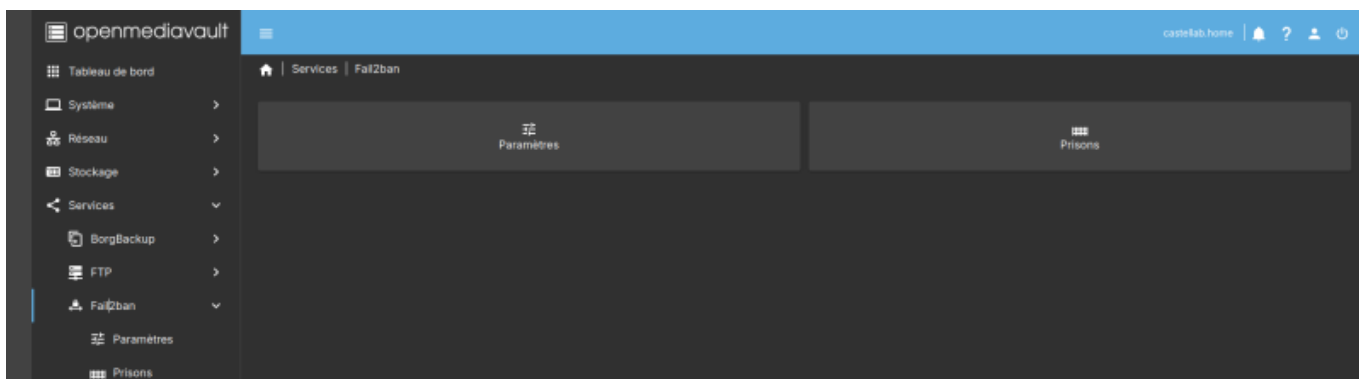 openmediavault
castellab.home
?
Tableau de bord
Services | Fail2ban
Système
Réseau
Stockage
Services
BorgBackup
FTP
Fail2ban
Paramètres
Prisons
Paramètres
Prisons